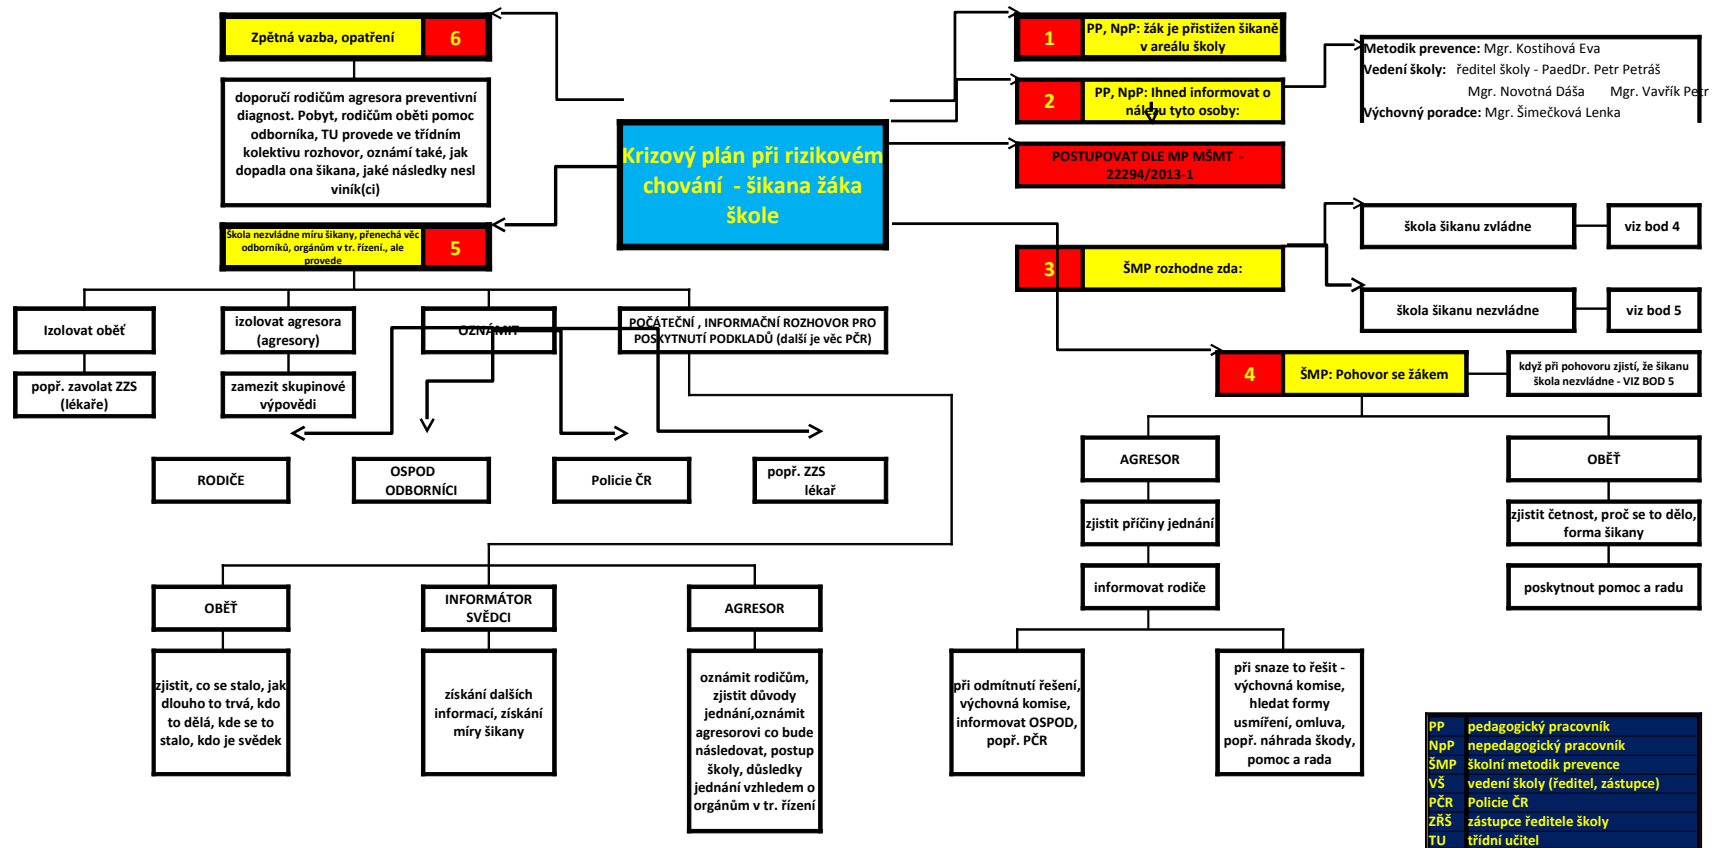 Zpětná vazba, opatření
6
doporučí rodičům agresora preventivní
diagnost. Pobyt, rodičům oběti pomoc
odborníka, TU provede ve třídním
kolektivu rozhovor, oznámí také, jak
dopadla ona šikana, jaké následky nesl
viník(ci)
Škola nezvládne míru šikany, přenechá věc
odborníků, orgánům v tr. řízení., ale
provede
5
Krizový plán při rizikovém
chování - šikana žáka
škole
1
PP, NpP: žák je přistižen šikaně
v areálu školy
2
PP, NpP: Ihned informovat o
nálezu tyto osoby:
Metodik prevence: Mgr. Kostihová Eva
Vedení školy: ředitel školy - PaedDr. Petr Petráš
Mgr. Novotná Dáša Mgr. Vavřík Petr
Výchovný poradce: Mgr. Šimečková Lenka
POSTUPOVAT DLE MP MŠMT -
22294/2013-1
3
ŠMP rozhodne zda:
škola šikanu zvládne
viz bod 4
škola šikanu nezvládne
viz bod 5
4
ŠMP: Pohovor se žákem
když při pohovoru zjistí, že šikanu
škola nezvládne - VIZ BOD 5
Izolovat oběť
izolovat agresora
(agresory)
OZNÁMIT
POČÁTEČNÍ , INFORMAČNÍ ROZHOVOR PRO
POSKYTNUTÍ PODKLADŮ (další je věc PČR)
popř. zavolat ZZS
(lékaře)
zamezit skupinové
výpovědi
RODIČE
OSPOD
ODBORNÍCI
Policie ČR
popř. ZZS
lékař
OBĚŤ
INFORMÁTOR
SVĚDCI
AGRESOR
zjistit, co se stalo, jak
dlouho to trvá, kdo
to dělá, kde se to
stalo, kdo je svědek
získání dalších
informací, získání
míry šikany
oznámit rodičům,
zjistit důvody
jednání,oznámit
agresorovi co bude
následovat, postup
školy, důsledky
jednání vzhledem o
orgánům v tr. řízení
AGRESOR
OBĚŤ
zjistit příčiny jednání
zjistit četnost, proč se to dělo,
forma šikany
informovat rodiče
poskytnout pomoc a radu
při odmítnutí řešení,
výchovná komise,
informovat OSPOD,
popř. PČR
při snaze to řešit -
výchovná komise,
hledat formy
usmíření, omluva,
popř. náhrada škody,
pomoc a rada
PP pedagogický pracovník
NpP nepedagogický pracovník
ŠMP školní metodik prevence
VŠ vedení školy (ředitel, zástupce)
PČR Policie ČR
ZŘŠ zástupce ředitele školy
TU třídní učitel